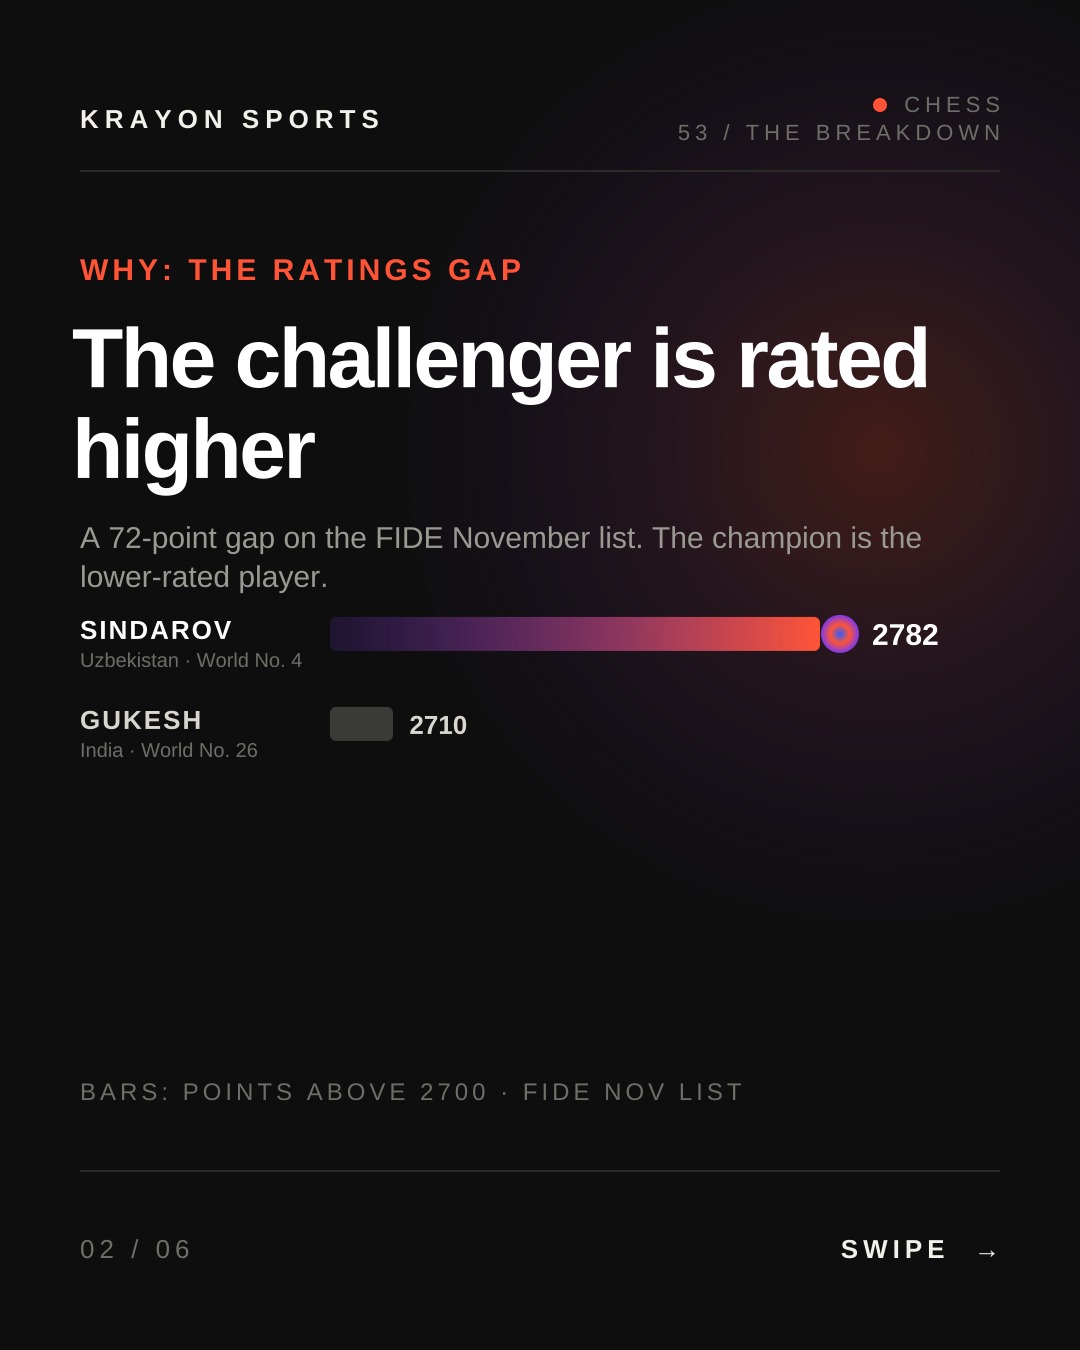 KRAYON SPORTS
CHESS
53 / THE BREAKDOWN
WHY: THE RATINGS GAP
The challenger is rated
higher
A 72-point gap on the FIDE November list. The champion is the
lower-rated player.
SINDAROV
Uzbekistan · World No. 4
2782
GUKESH
India · World No. 26
2710
BARS: POINTS ABOVE 2700 · FIDE NOV LIST
02 / 06
SWIPE →